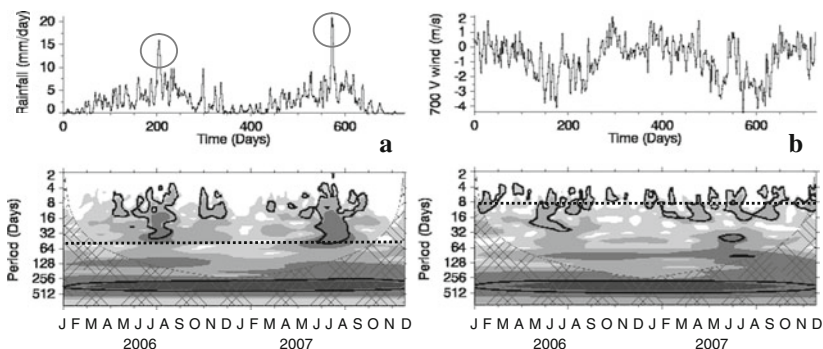 Rainfall (mm/day)
20
15
10
5
0
0 200 400 600
Time (Days)
a
700 V wind (m/s)
2
1
0
-1
-2
-3
-4
0 200 400 600
Time (Days)
b
Period (Days)
2
4
8
16
32
64
128
256
512
J F M A M J J A S O N D J F M A M J J A S O N D
2006 2007
Period (Days)
2
4
8
16
32
64
128
256
512
J F M A M J J A S O N D J F M A M J J A S O N D
2006 2007